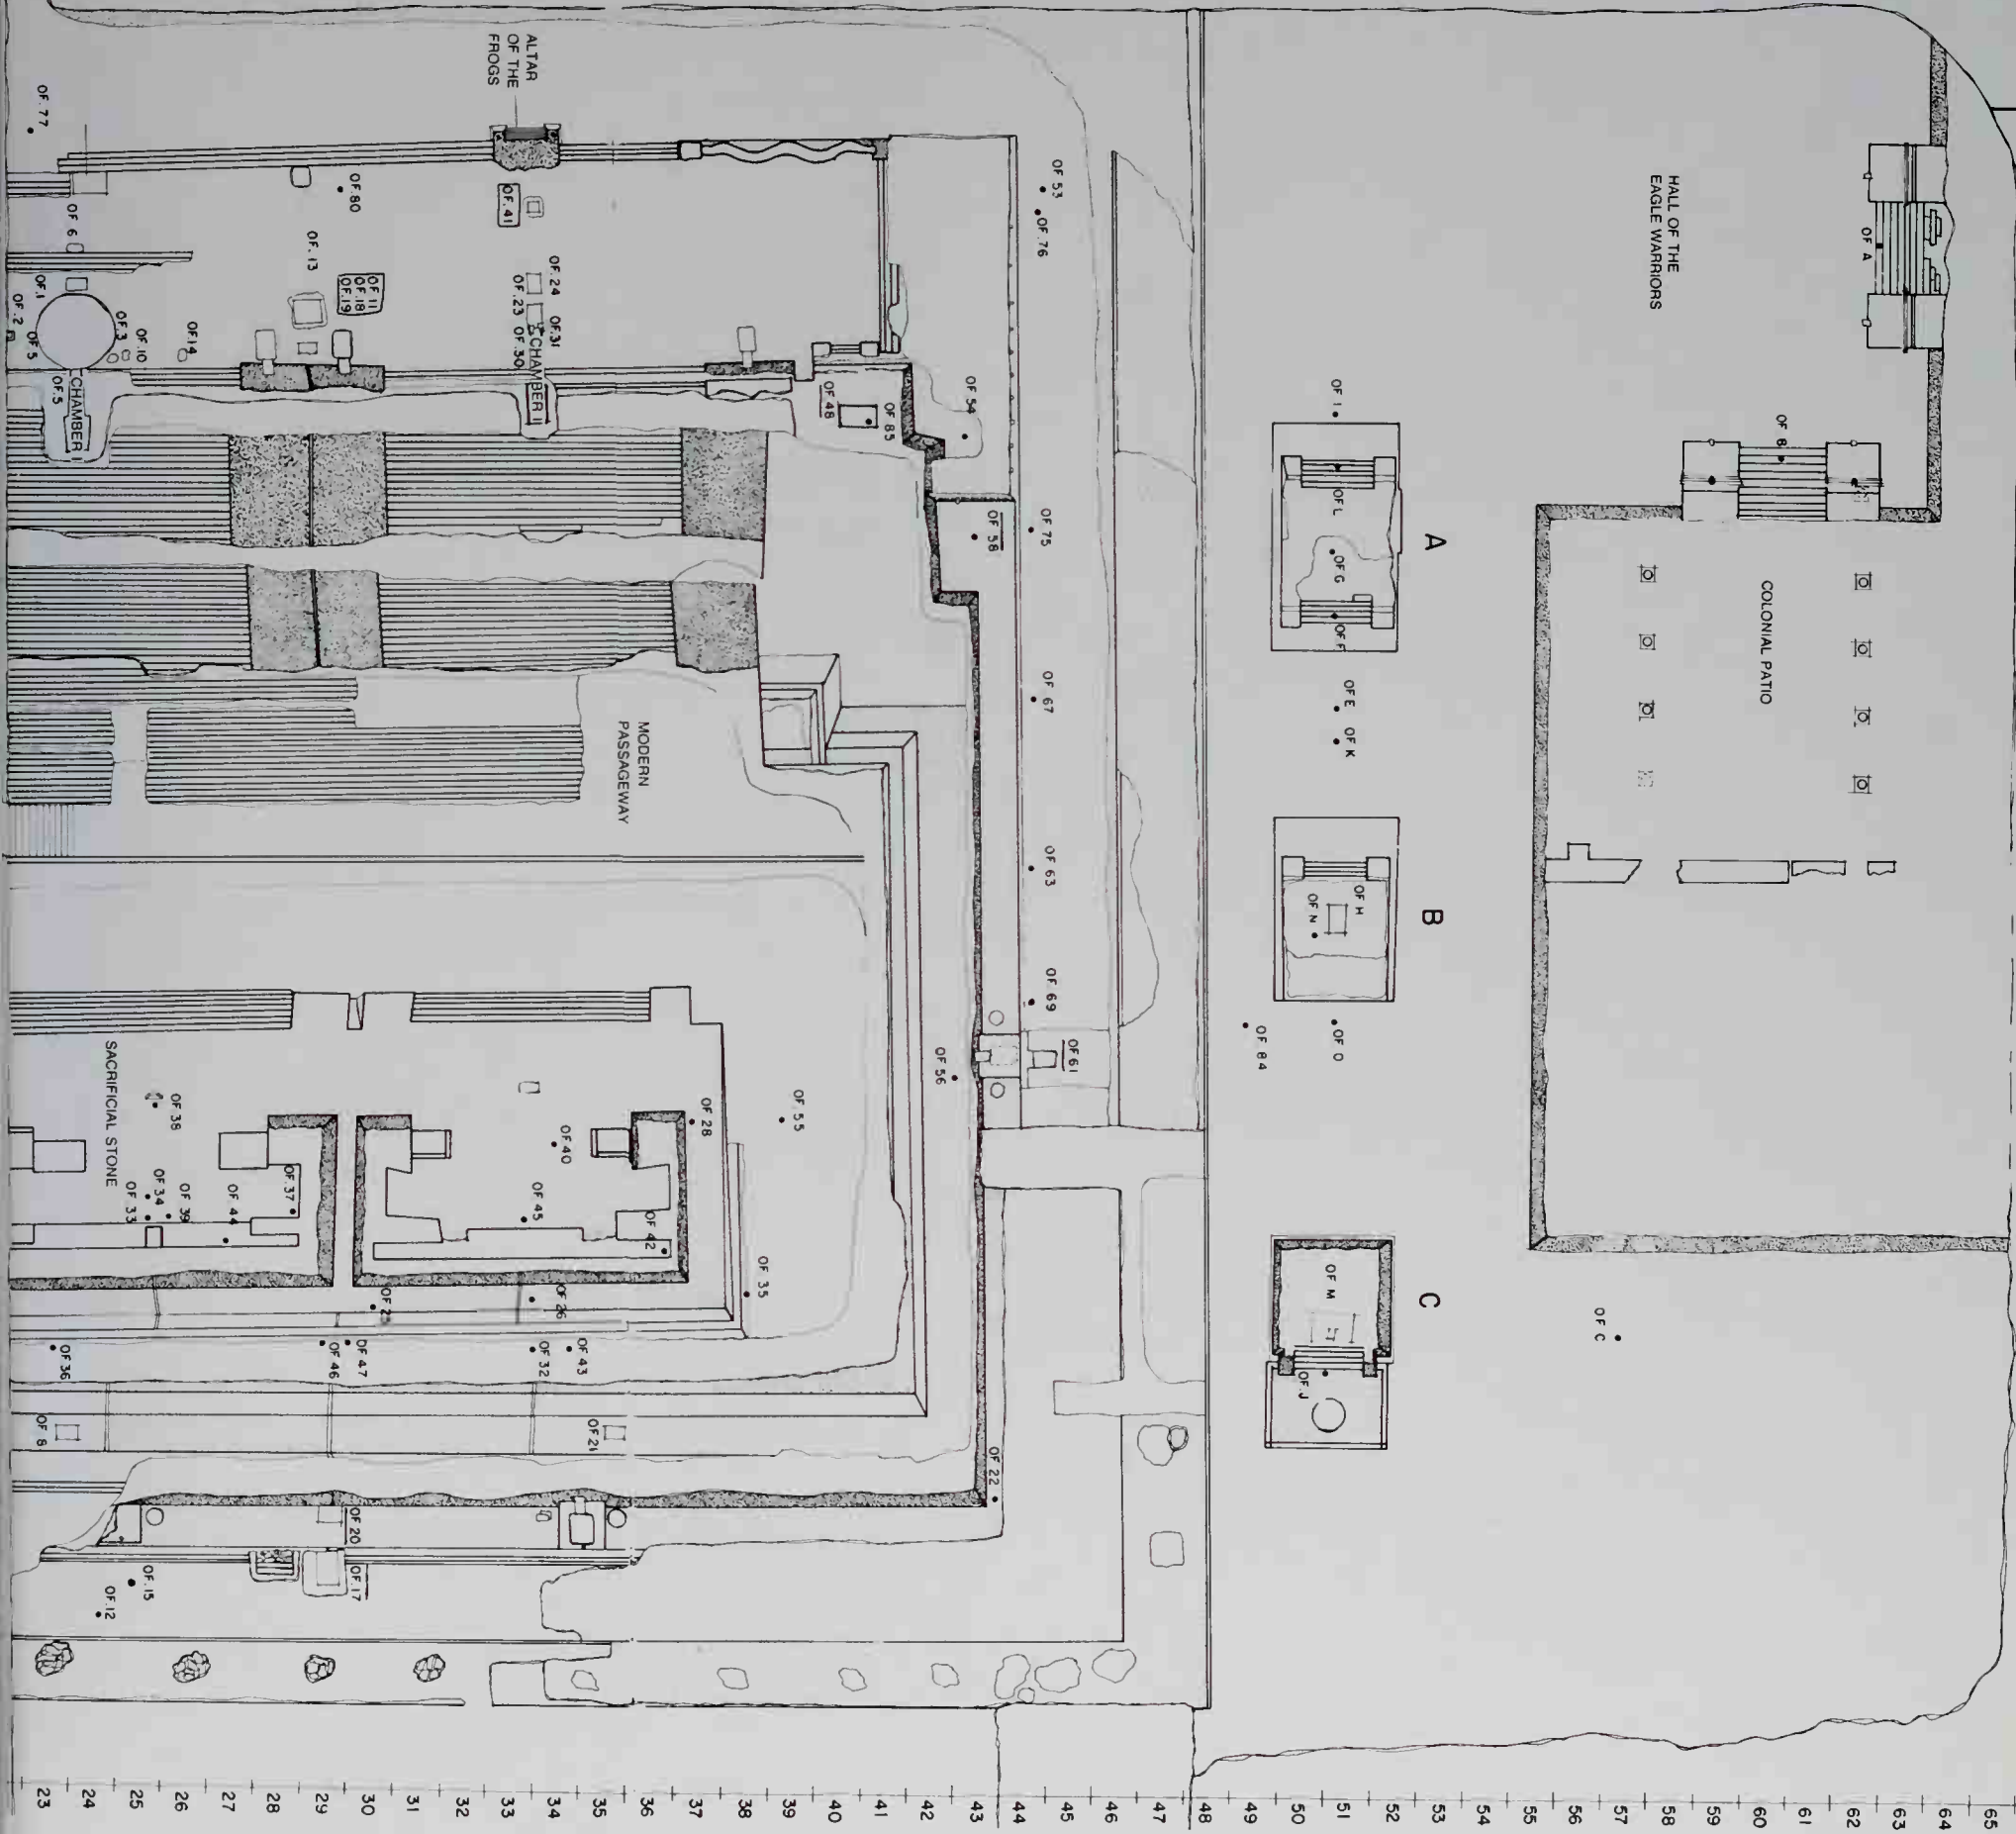 ALTAR
OF THE
FROGS
OF. 77
OF. 80
OF.41
OF. 6
OF.13
OF.11
OF.18
OF.19
OF.24
OF.23
OF.31
OF.30
CHAMBER II
OF.1
OF.2
OF.5
OF.3
OF.10
OF.14
OF.5
CHAMBER I
OF. 53
OF.76
OF.48
OF.85
OF.54
OF 58
OF.75
OF.67
OF 63
OF 69
OF 61
OF 56
OF.55
OF 28
MODERN
PASSAGEWAY
SACRIFICIAL STONE
OF 38
OF.40
OF.37
OF.34
OF.39
OF.33
OF.44
OF.45
OF.42
OF 35
OF.26
OF.43
OF.32
OF.47
OF.46
OF.36
OF 8
OF.21
OF 22
OF 20
OF.17
OF.15
OF.12
HALL OF THE
EAGLE WARRIORS
OF A
COLONIAL PATIO
OF I
OF L
OF G
OF F
A
OF E
OF K
OF H
OF N
B
OF O
OF 84
OF M
OF J
C
OF C
23
24
25
26
27
28
29
30
31
32
33
34
35
36
37
38
39
40
41
42
43
44
45
46
47
48
49
50
51
52
53
54
55
56
57
58
59
60
61
62
63
64
65